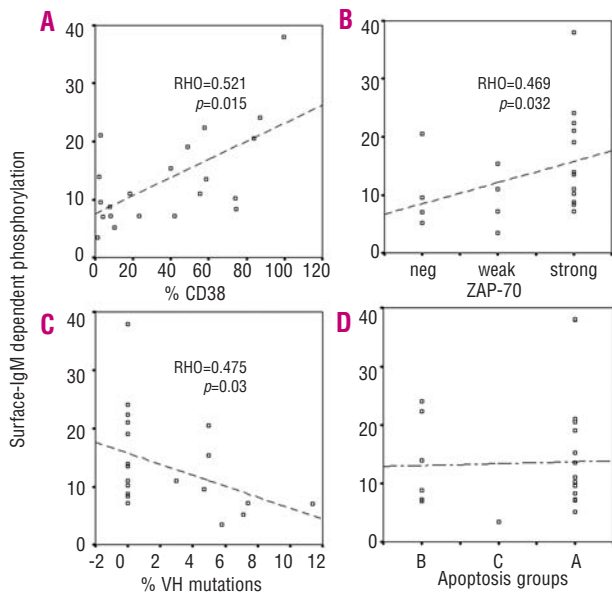 Surface-IgM dependent phosphorylation
A
40
30
20
10
0
RHO=0.521
p=0.015
0 20 40 60 80 100 120
% CD38
B
40
30
20
10
0
RHO=0.469
p=0.032
neg weak strong
ZAP-70
C
40
30
20
10
0
RHO=0.475
p=0.03
-2 0 2 4 6 8 10 12
% VH mutations
D
40
30
20
10
0
B C A
Apoptosis groups